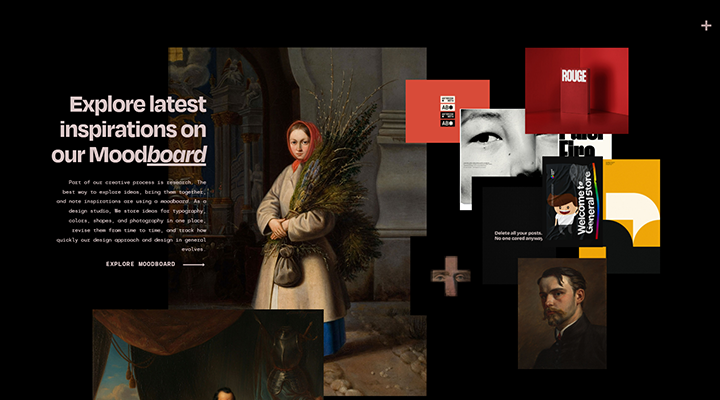 Explore latest
inspirations on
our Moodboard
Part of our creative process is research. The
best way to explore ideas, bring them together,
and note inspirations are using a moodboard. As a
design studio, We store ideas for typography,
colors, shapes, and photography in one place,
revise them from time to time, and track how
quickly our design approach and design in general
evolves.
EXPLORE MOODBOARD
ABO
ABO
ROUGE
Fire
Welcome to
General Store
Delete all your posts.
No one cared anyway.